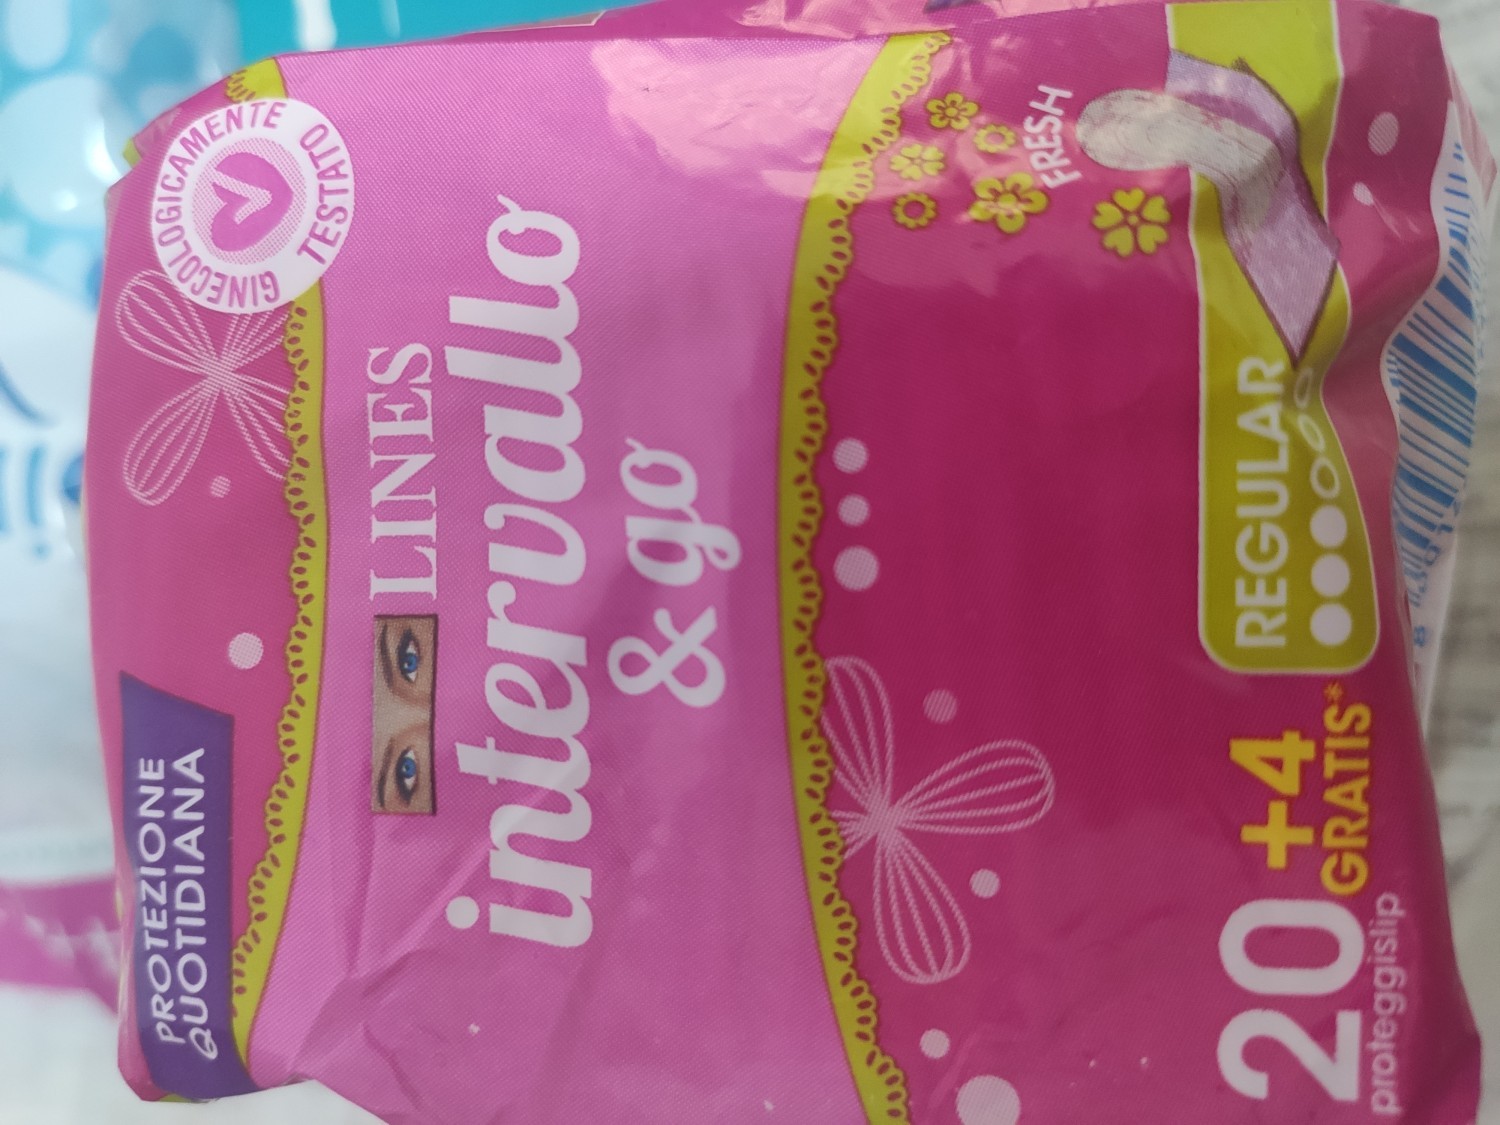 PROTEZIONE
QUOTIDIANA
GINECOLOGICAMENTE TESTATO
LINES
intervallo
& go
FRESH
REGULAR
20 +4
GRATIS*
proteggislip